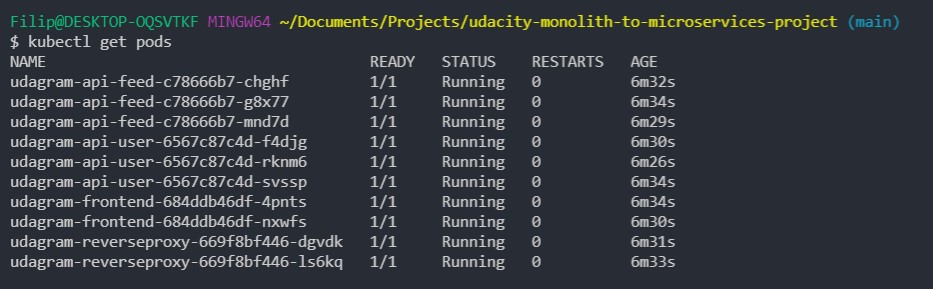 Filip@DESKTOP-OQSVTKF MINGW64 ~/Documents/Projects/udacity-monolith-to-microservices-project (main)
$ kubectl get pods
NAME READY STATUS RESTARTS AGE
udagram-api-feed-c78666b7-chghf 1/1 Running 0 6m32s
udagram-api-feed-c78666b7-g8x77 1/1 Running 0 6m34s
udagram-api-feed-c78666b7-mnd7d 1/1 Running 0 6m29s
udagram-api-user-6567c87c4d-f4djg 1/1 Running 0 6m30s
udagram-api-user-6567c87c4d-rknm6 1/1 Running 0 6m26s
udagram-api-user-6567c87c4d-svssp 1/1 Running 0 6m34s
udagram-frontend-684ddb46df-4pnts 1/1 Running 0 6m34s
udagram-frontend-684ddb46df-nxwfs 1/1 Running 0 6m30s
udagram-reverseproxy-669f8bf446-dgvdk 1/1 Running 0 6m31s
udagram-reverseproxy-669f8bf446-ls6kq 1/1 Running 0 6m33s